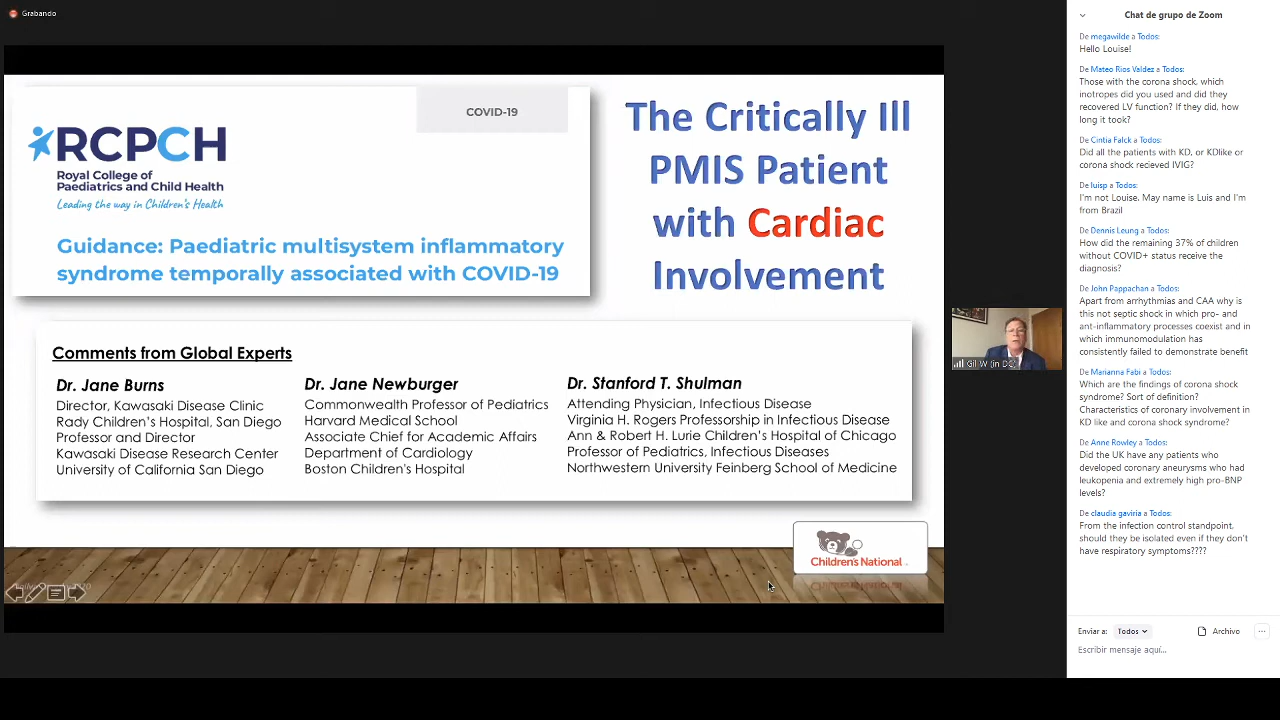 Grabando
COVID-19
RCPCH
Royal College of
Paediatrics and Child Health
Leading the way in Children's Health
Guidance: Paediatric multisystem inflammatory
syndrome temporally associated with COVID-19
The Critically Ill
PMIS Patient
with Cardiac
Involvement
Comments from Global Experts
Dr. Jane Burns
Director, Kawasaki Disease Clinic
Rady Children's Hospital, San Diego
Professor and Director
Kawasaki Disease Research Center
University of California San Diego
Dr. Jane Newburger
Commonwealth Professor of Pediatrics
Harvard Medical School
Associate Chief for Academic Affairs
Department of Cardiology
Boston Children's Hospital
Dr. Stanford T. Shulman
Attending Physician, Infectious Disease
Virginia H. Rogers Professorship in Infectious Disease
Ann & Robert H. Lurie Children's Hospital of Chicago
Professor of Pediatrics, Infectious Diseases
Northwestern University Feinberg School of Medicine
Children's National
Gil W (in DC)
Chat de grupo de Zoom
De megawilde a Todos:
Hello Louise!
De Mateo Rios Valdez a Todos:
Those with the corona shock, which
inotropes did you used and did they
recovered LV function? If they did, how
long it took?
De Cintia Falck a Todos:
Did all the patients with KD, or KDlike or
corona shock recieved IVIG?
De luisp a Todos:
I'm not Louise. May name is Luis and I'm
from Brazil
De Dennis Leung a Todos:
How did the remaining 37% of children
without COVID+ status receive the
diagnosis?
De John Pappachan a Todos:
Apart from arrhythmias and CAA why is
this not septic shock in which pro- and
ant-inflammatory processes coexist and in
which immunomodulation has
consistently failed to demonstrate benefit
De Marianna Fabi a Todos:
Which are the findings of corona shock
syndrome? Sort of definition?
Characteristics of coronary involvement in
KD like and corona shock syndrome?
De Anne Rowley a Todos:
Did the UK have any patients who
developed coronary aneurysms who had
leukopenia and extremely high pro-BNP
levels?
De claudia gaviria a Todos:
From the infection control standpoint,
should they be isolated even if they don't
have respiratory symptoms????
Enviar a: Todos
Archivo
Escribir mensaje aquí...